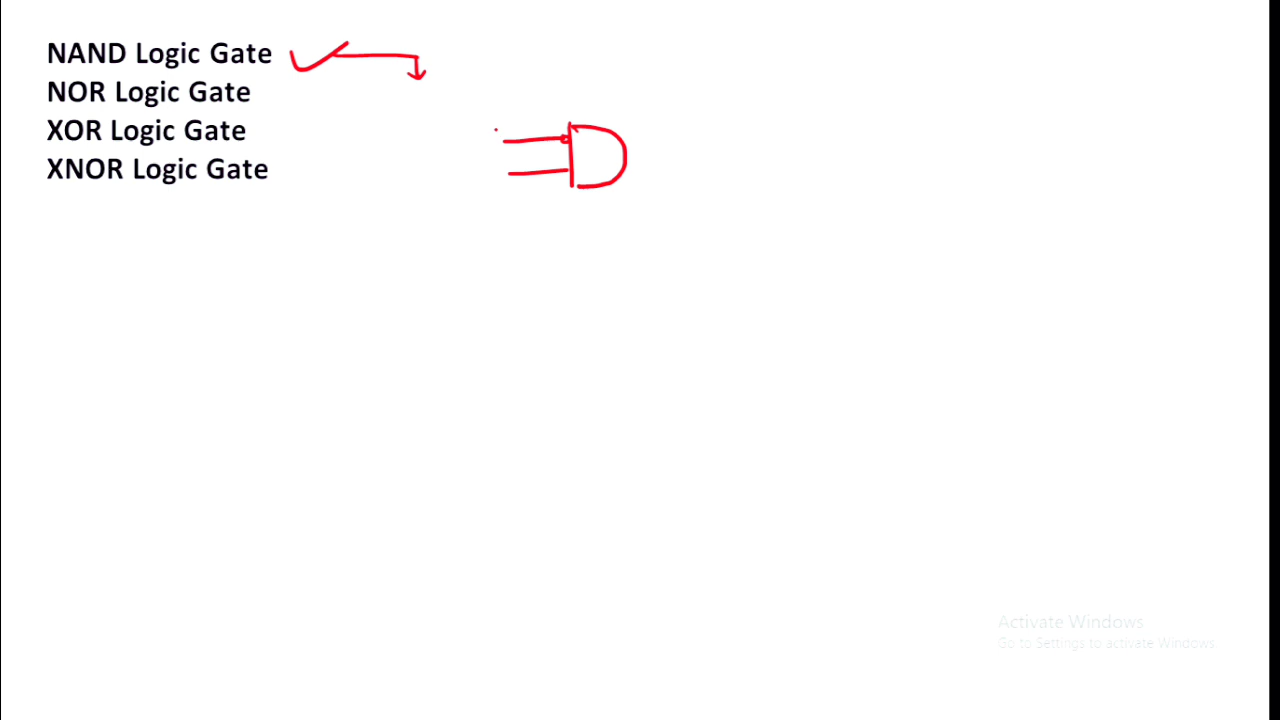 NAND Logic Gate
NOR Logic Gate
XOR Logic Gate
XNOR Logic Gate
Activate Windows
Go to Settings to activate Windows.